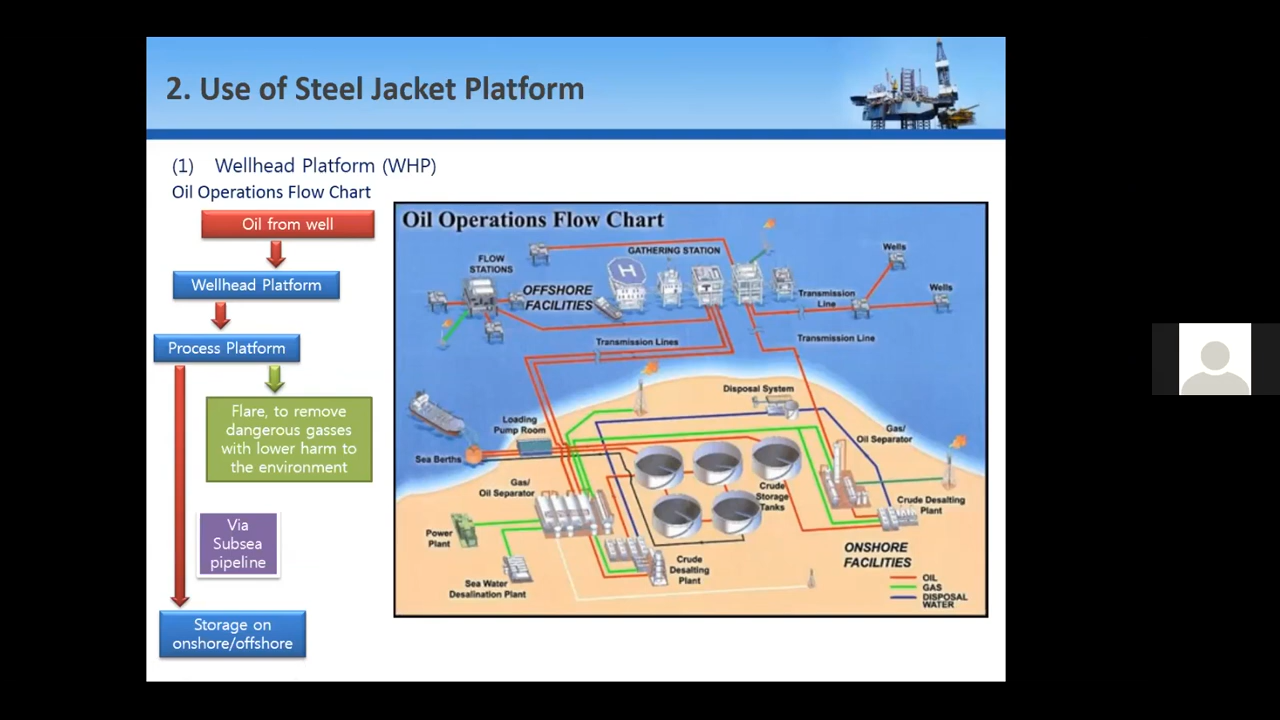 2. Use of Steel Jacket Platform
(1) Wellhead Platform (WHP)
Oil Operations Flow Chart
Oil from well
Wellhead Platform
Process Platform
Flare, to remove
dangerous gasses
with lower harm to
the environment
Via
Subsea
pipeline
Storage on
onshore/offshore
Oil Operations Flow Chart
FLOW
STATIONS
GATHERING STATION
H
Wells
OFFSHORE
FACILITIES
Transmission
Line
Wells
Transmission Lines
Transmission Line
Disposal System
Loading
Pump Room
Gas/
Oil Separator
Sea Berths
Gas/
Oil Separator
Crude
Storage
Tanks
Crude Desalting
Plant
Power
Plant
Sea Water
Desalination Plant
Crude
Desalting
Plant
ONSHORE
FACILITIES
OIL
GAS
DISPOSAL
WATER